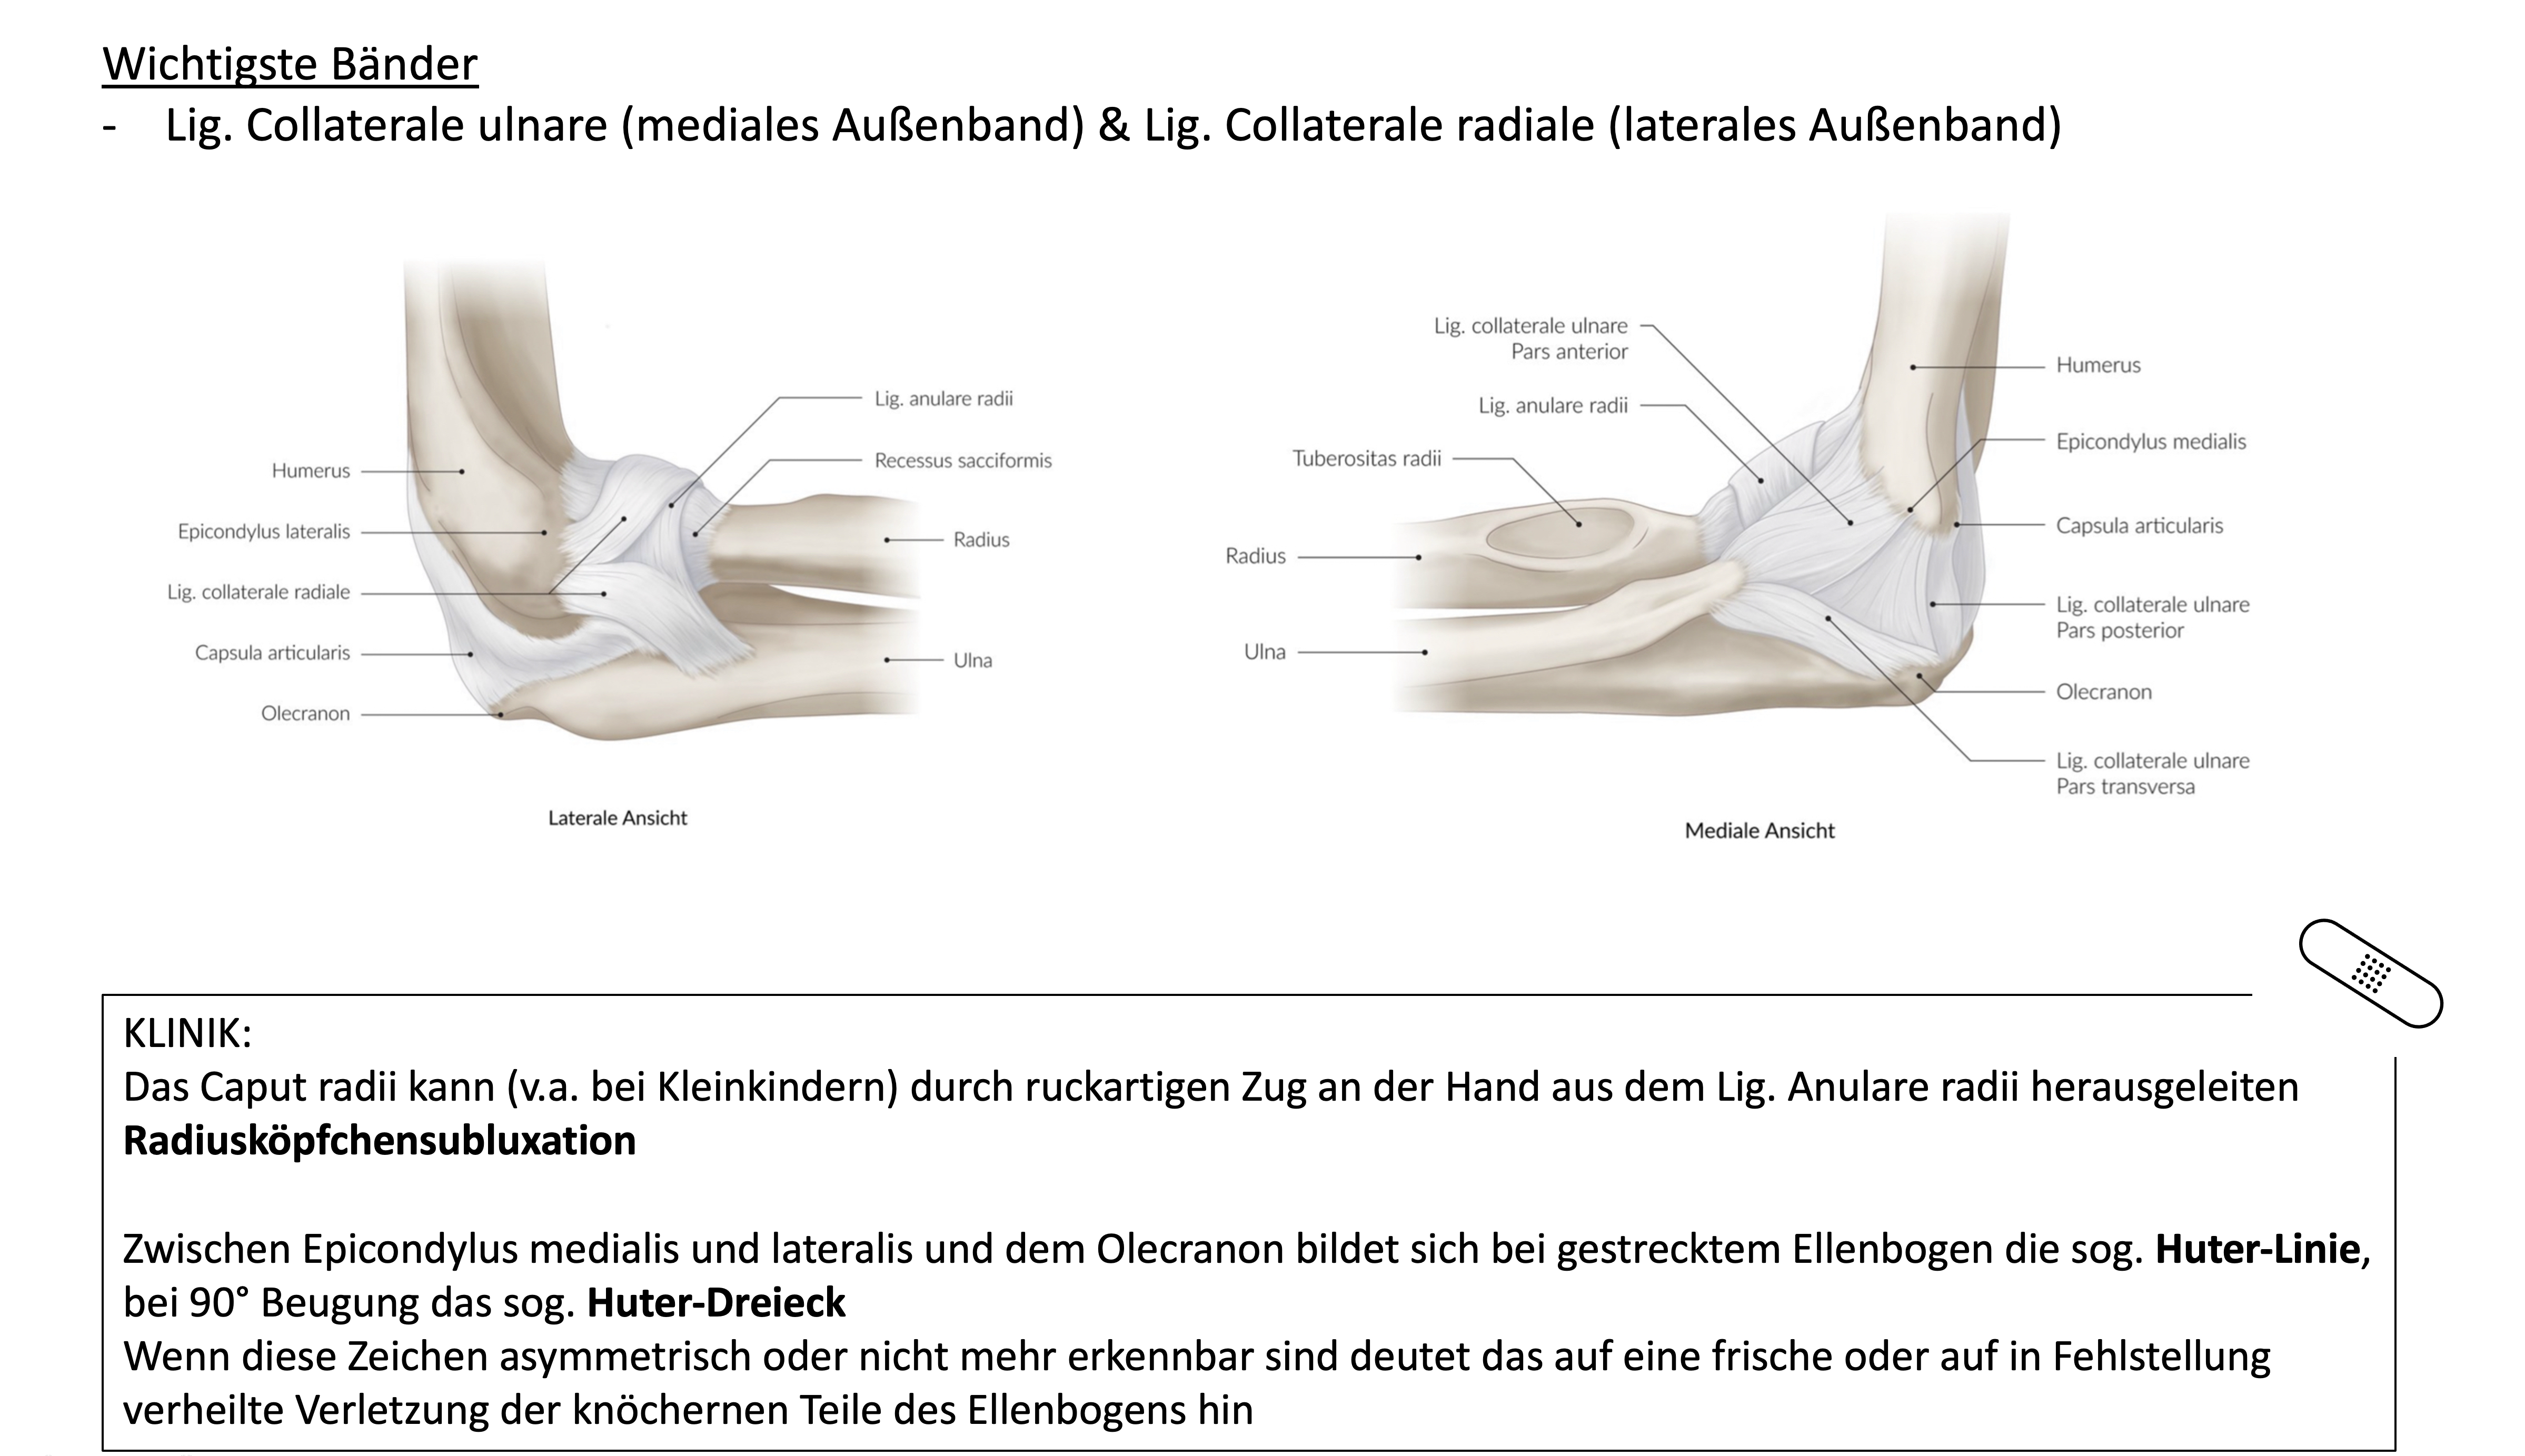 Wichtigste Bänder
- Lig. Collaterale ulnare (mediales Außenband) & Lig. Collaterale radiale (laterales Außenband)
Humerus
Epicondylus lateralis
Lig. collaterale radiale
Capsula articularis
Olecranon
Lig. anulare radii
Recessus sacciformis
Radius
Ulna
Laterale Ansicht
Lig. collaterale ulnare
Pars anterior
Lig. anulare radii
Tuberositas radii
Radius
Ulna
Humerus
Epicondylus medialis
Capsula articularis
Lig. collaterale ulnare
Pars posterior
Olecranon
Lig. collaterale ulnare
Pars transversa
Mediale Ansicht
KLINIK:
Das Caput radii kann (v.a. bei Kleinkindern) durch ruckartigen Zug an der Hand aus dem Lig. Anulare radii herausgeleiten
Radiusköpfchensubluxation
Zwischen Epicondylus medialis und lateralis und dem Olecranon bildet sich bei gestrecktem Ellenbogen die sog. Huter-Linie,
bei 90° Beugung das sog. Huter-Dreieck
Wenn diese Zeichen asymmetrisch oder nicht mehr erkennbar sind deutet das auf eine frische oder auf in Fehlstellung
verheilte Verletzung der knöchernen Teile des Ellenbogens hin